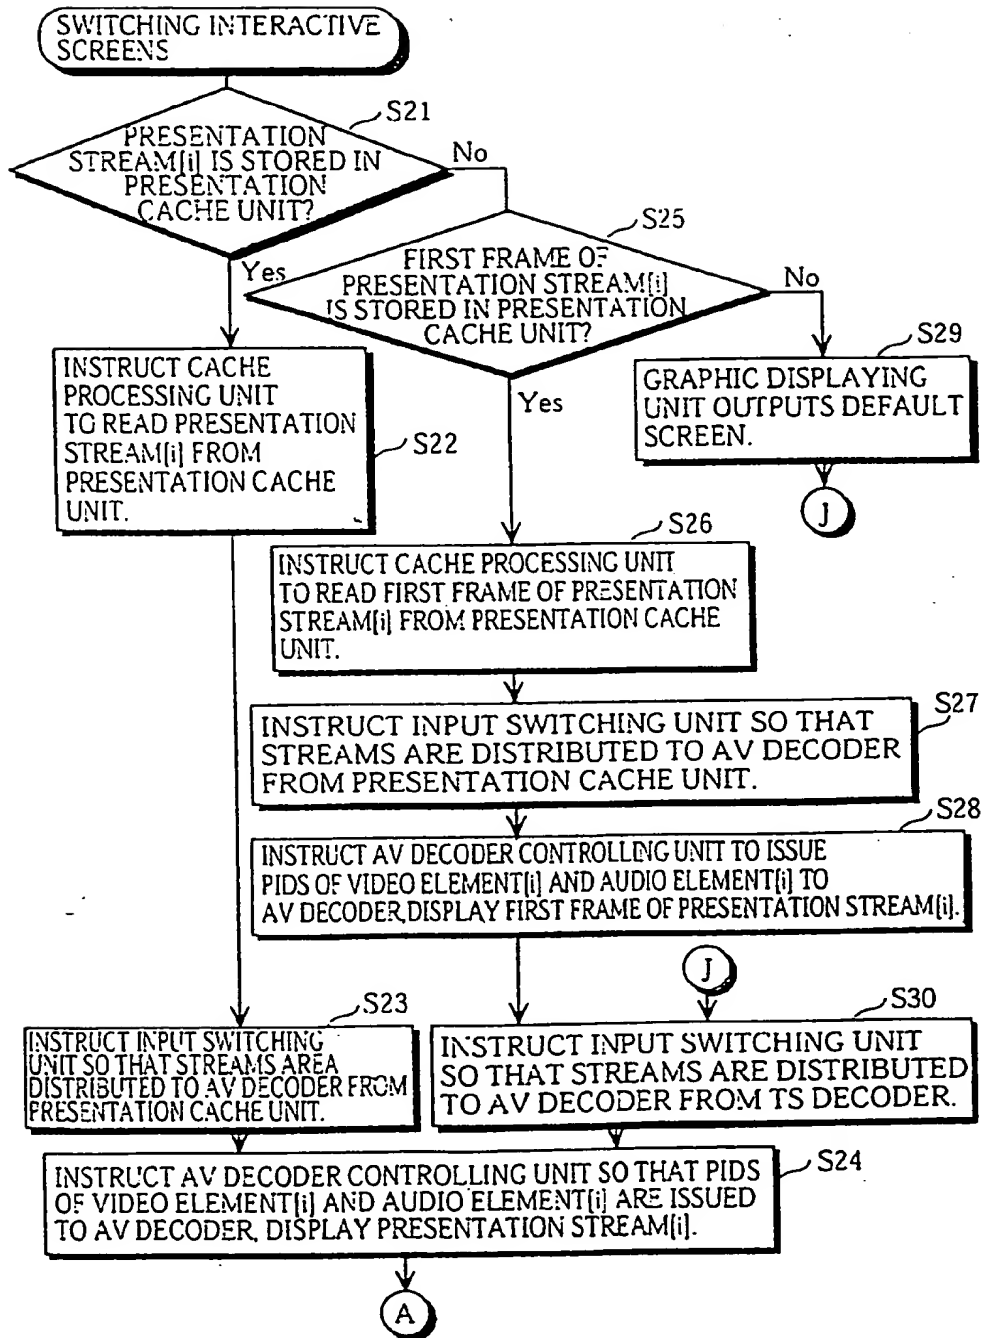 SWITCHING INTERACTIVE
SCREENS
S21
PRESENTATION
STREAM[i] IS STORED IN
PRESENTATION
CACHE UNIT?
No
Yes
S25
FIRST FRAME OF
PRESENTATION STREAM[i]
IS STORED IN PRESENTATION
CACHE UNIT?
No
Yes
S29
GRAPHIC DISPLAYING
UNIT OUTPUTS DEFAULT
SCREEN.
J
INSTRUCT CACHE
PROCESSING UNIT
TO READ PRESENTATION
STREAM[i] FROM
PRESENTATION CACHE
UNIT.
S22
S26
INSTRUCT CACHE PROCESSING UNIT
TO READ FIRST FRAME OF PRESENTATION
STREAM[i] FROM PRESENTATION CACHE
UNIT.
S27
INSTRUCT INPUT SWITCHING UNIT SO THAT
STREAMS ARE DISTRIBUTED TO AV DECODER
FROM PRESENTATION CACHE UNIT.
S28
INSTRUCT AV DECODER CONTROLLING UNIT TO ISSUE
PIDS OF VIDEO ELEMENT[i] AND AUDIO ELEMENT[i] TO
AV DECODER,DISPLAY FIRST FRAME OF PRESENTATION STREAM[i].
J
S23
INSTRUCT INPUT SWITCHING
UNIT SO THAT STREAMS AREA
DISTRIBUTED TO AV DECODER FROM
PRESENTATION CACHE UNIT.
S30
INSTRUCT INPUT SWITCHING UNIT
SO THAT STREAMS ARE DISTRIBUTED
TO AV DECODER FROM TS DECODER.
S24
INSTRUCT AV DECODER CONTROLLING UNIT SO THAT PIDS
OF VIDEO ELEMENT[i] AND AUDIO ELEMENT[i] ARE ISSUED
TO AV DECODER, DISPLAY PRESENTATION STREAM[i].
A